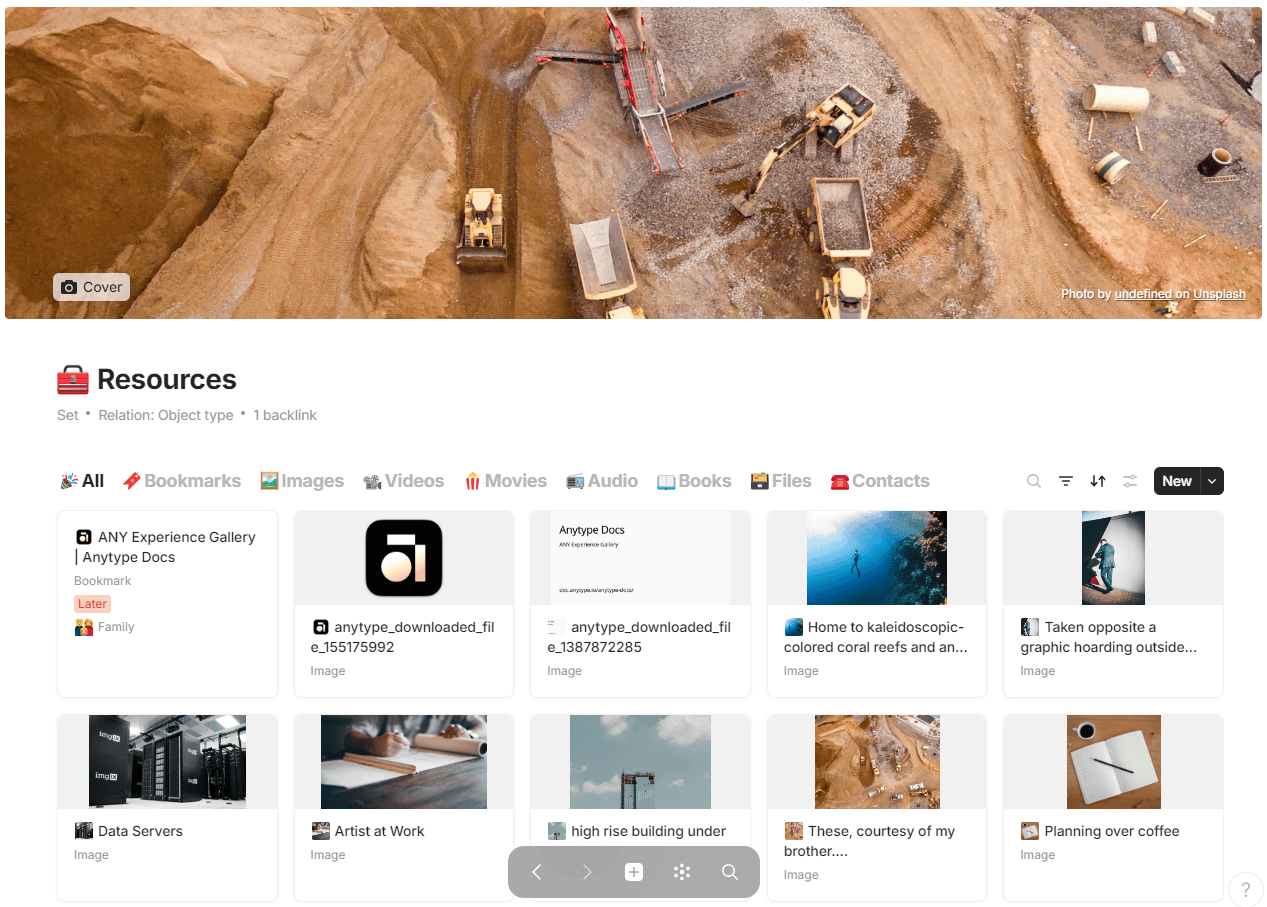 Cover
Photo by undefined on Unsplash
Resources
Set • Relation: Object type • 1 backlink
All Bookmarks Images Videos Movies Audio Books Files Contacts
New
ANY Experience Gallery
| Anytype Docs
Bookmark
Later
Family
anytype_downloaded_fil
e_155175992
Image
Anytype Docs
ANY Experience Gallery
doc.anytype.io/anytype-docs/
anytype_downloaded_fil
e_1387872285
Image
Home to kaleidoscopic-
colored coral reefs and an...
Image
Taken opposite a
graphic hoarding outside...
Image
imgIX
imgIX
Data Servers
Image
Artist at Work
Image
high rise building under
These, courtesy of my
brother....
Image
Planning over coffee
Image
?